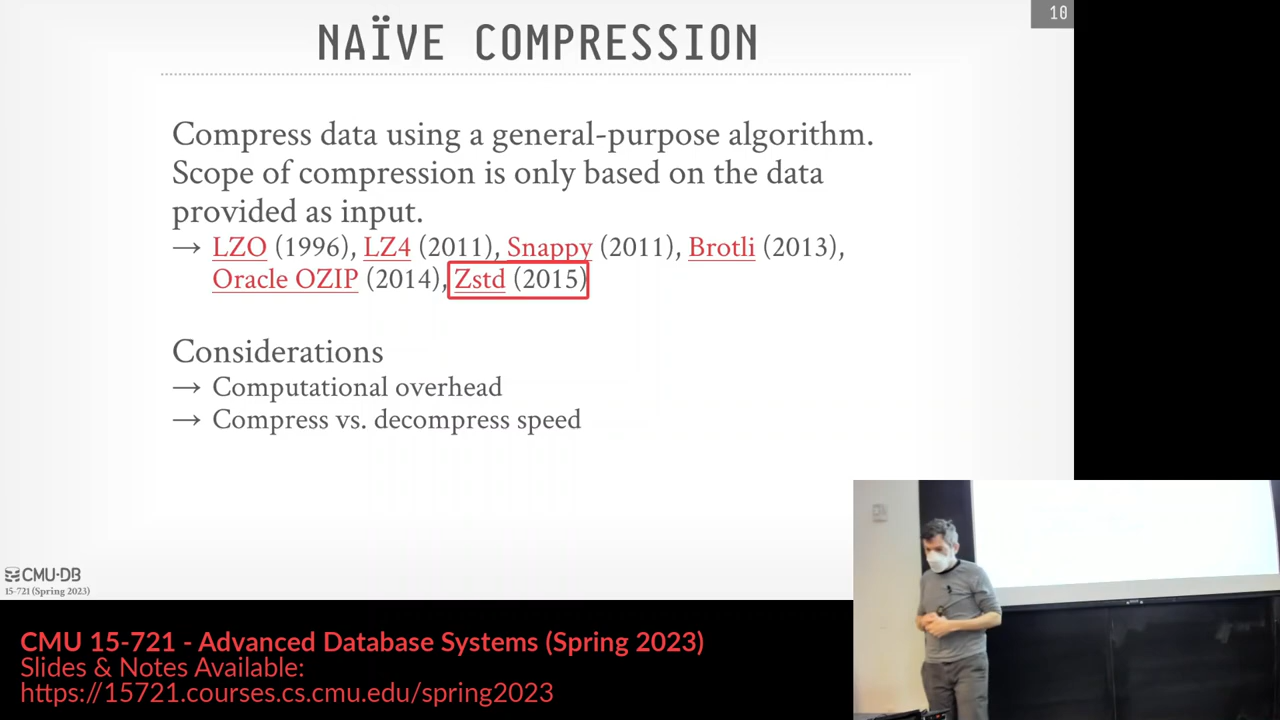 10
NAÏVE COMPRESSION
Compress data using a general-purpose algorithm.
Scope of compression is only based on the data
provided as input.
→ LZO (1996), LZ4 (2011), Snappy (2011), Brotli (2013),
Oracle OZIP (2014), Zstd (2015)
Considerations
→ Computational overhead
→ Compress vs. decompress speed
CMU·DB
15-721 (Spring 2023)
CMU 15-721 - Advanced Database Systems (Spring 2023)
Slides & Notes Available:
https://15721.courses.cs.cmu.edu/spring2023